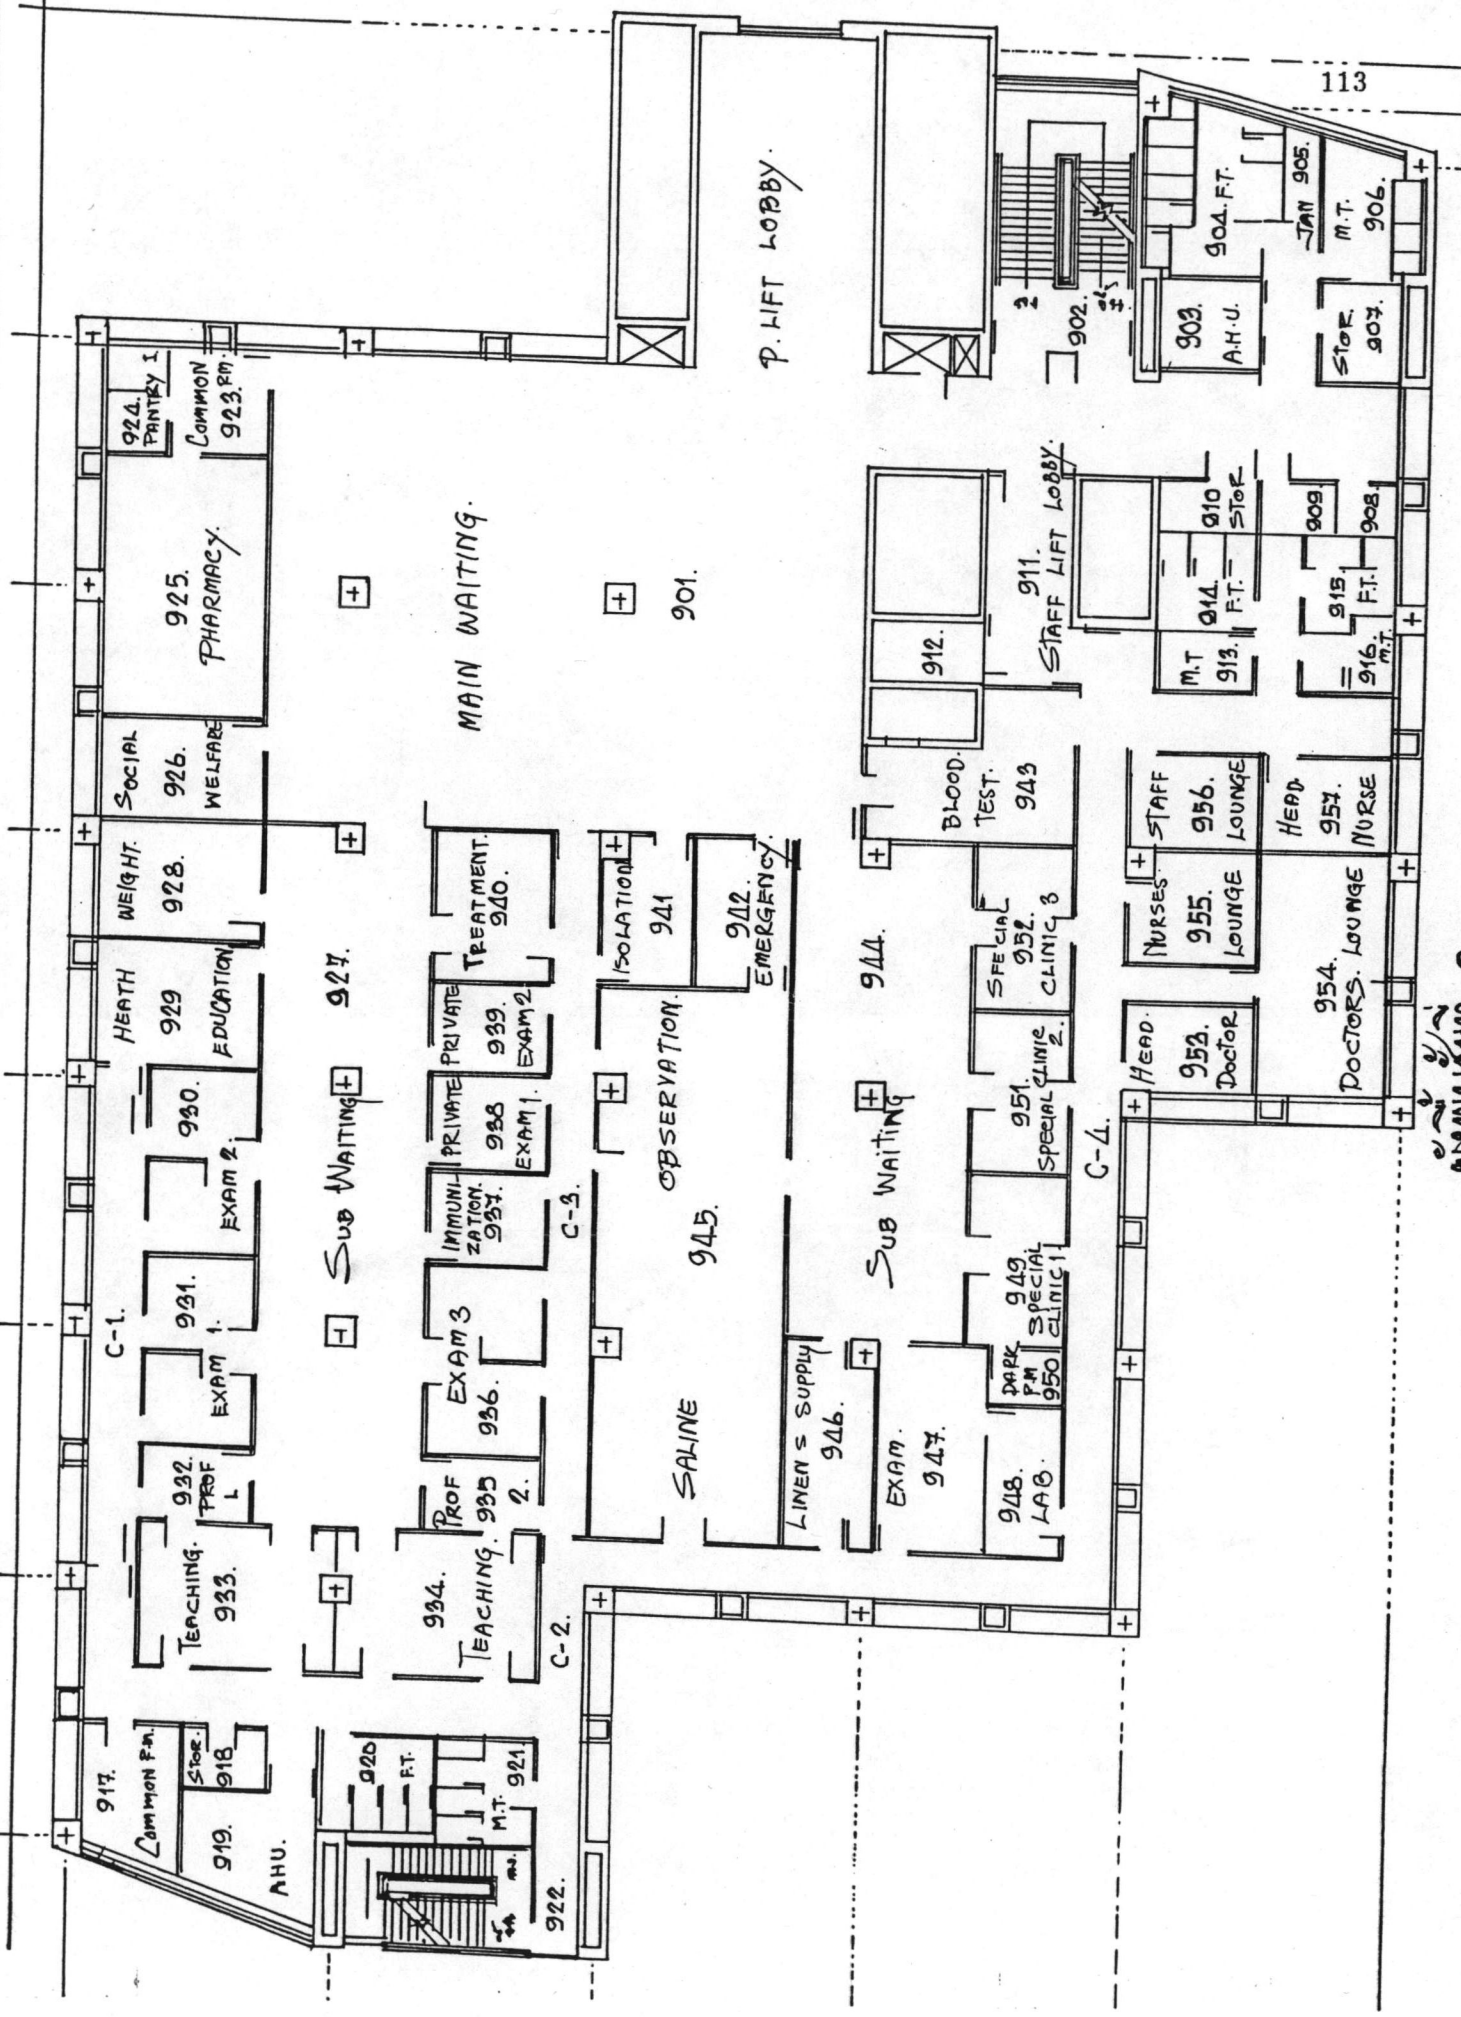 113
P. LIFT LOBBY.
904. F.T.
JAN 905.
M.T.
906.
902.
903.
A.H.U.
STOR.
907.
924.
PANTRY 1
COMMON
923. RM.
925.
PHARMACY.
MAIN WAITING.
901.
911.
STAFF LIFT LOBBY.
910
STOR
909.
908.
912.
914.
F.T.
915.
F.T.
M.T
913.
916.
M.T.
SOCIAL
926.
WELFARE
BLOOD.
TEST.
943
STAFF
956.
LOUNGE
HEAD.
957.
NURSE
WEIGHT.
928.
TREATMENT.
940.
ISOLATION
941
942.
EMERGENCY.
HEATH
929
EDUCATION
927.
SUB WAITING
PRIVATE
939.
EXAM 2
944.
SUB WAITING
SPECIAL
952.
CLINIC 3
NURSES
955.
LOUNGE
954.
DOCTORS. LOUNGE
HEAD.
953.
DOCTOR
930.
EXAM 2.
PRIVATE
938
EXAM 1.
OBSERVATION.
945.
SALINE
951.
SPECIAL CLINIC
2.
C-4.
IMMUNI-
ZATION.
937.
C-3.
C-1.
931.
EXAM 1.
EXAM 3
936.
949
SPECIAL
CLINIC 1
DARK
R.M
950
LINEN & SUPPLY
946.
EXAM.
947.
948.
LAB.
932.
PROF
1.
PROF
935
2.
TEACHING.
933.
934.
TEACHING.
C-2.
917.
COMMON R.M.
STOR.
918
919.
AHU.
920
F.T.
921.
M.T.
922.